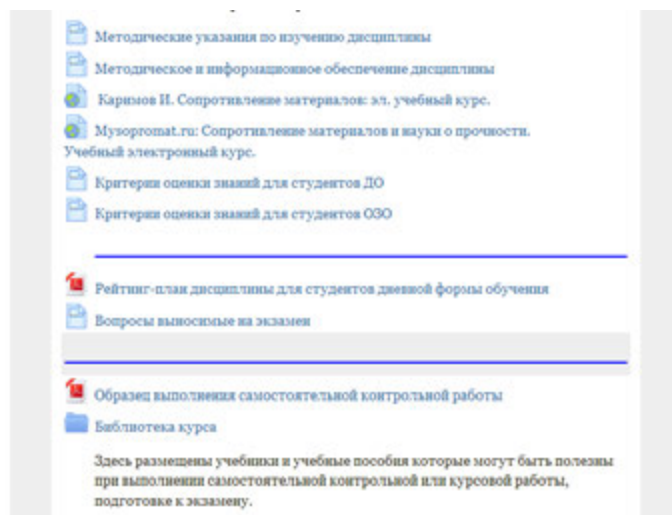 Методические указания по изучению дисциплины
Методическое и информационное обеспечение дисциплины
Каримов И. Сопротивление материалов: эл. учебный курс.
Mysopromat.ru: Сопротивление материалов и науки о прочности.
Учебный электронный курс.
Критерии оценки знаний для студентов ДО
Критерии оценки знаний для студентов ОЗО
Рейтинг-план дисциплины для студентов дневной формы обучения
Вопросы выносимые на экзамен
Образец выполнения самостоятельной контрольной работы
Библиотека курса
Здесь размещены учебники и учебные пособия которые могут быть полезны
при выполнении самостоятельной контрольной или курсовой работы,
подготовке к экзамену.